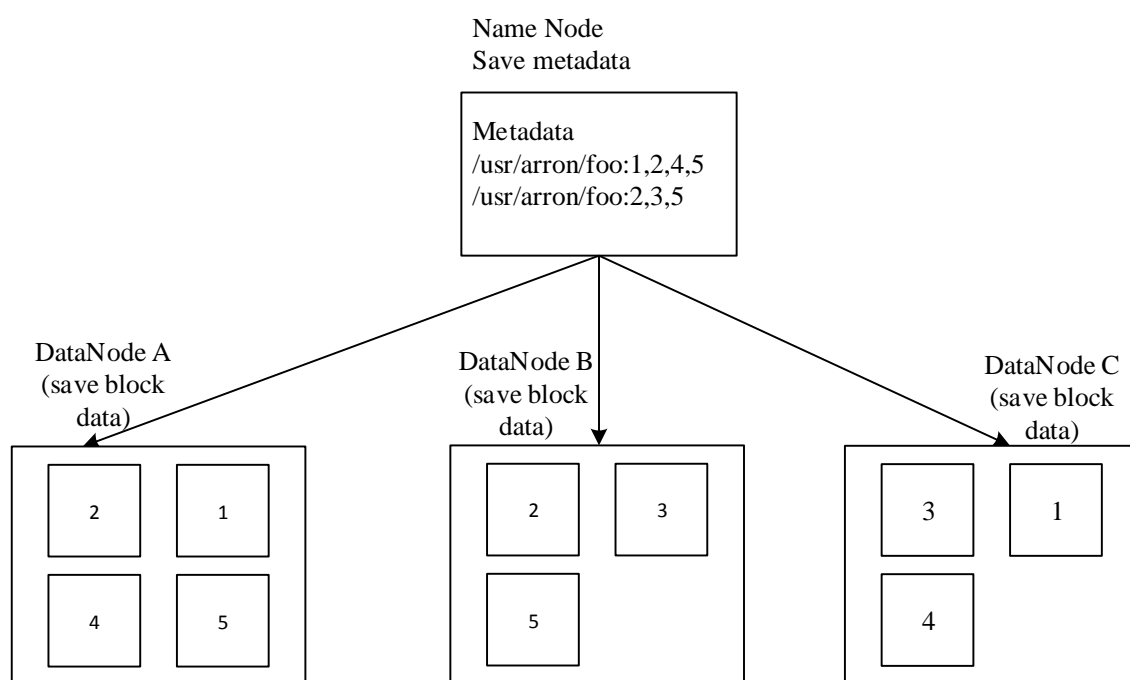 Name Node
Save metadata
Metadata
/usr/arron/foo:1,2,4,5
/usr/arron/foo:2,3,5
DataNode A
(save block
data)
DataNode B
(save block
data)
DataNode C
(save block
data)
2 1
4 5
2 3
5
3 1
4